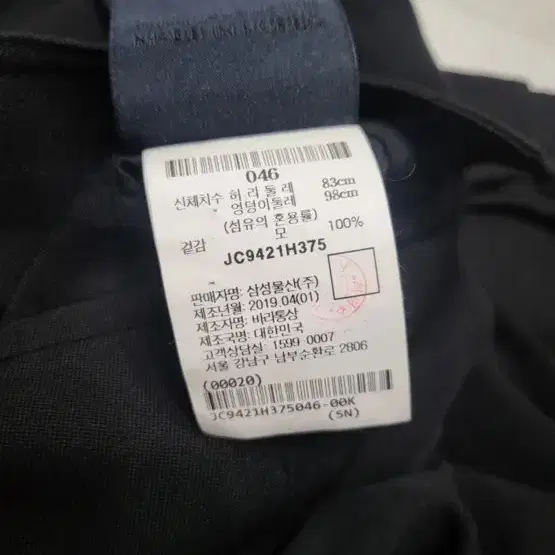 046
신체치수 허 리 둘 레 83cm
엉덩이둘레 98cm
(섬유의 혼용률)
겉감 모 100%
JC9421H375
판매자명: 삼성물산(주)
제조년월: 2019.04(01)
제조자명: 바라통상
제조국명: 대한민국
고객상담실: 1599-0007
서울 강남구 남부순환로 2806
(00020)
JC9421H375046-00K
(SN)